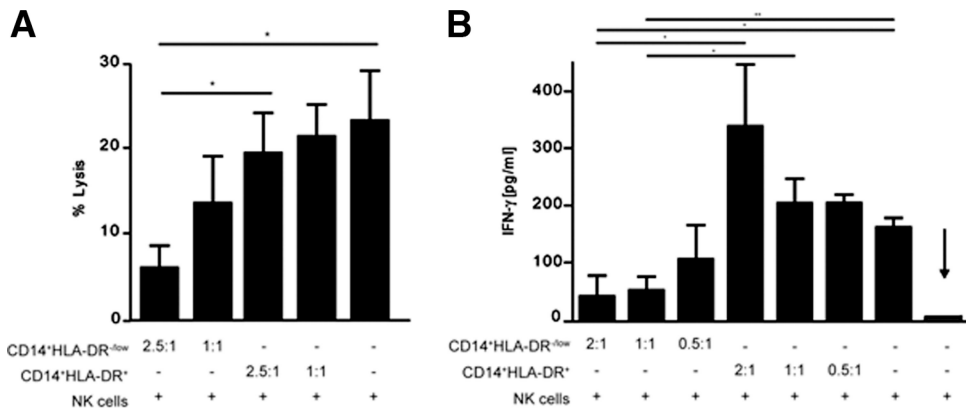 A
*
*
30
20
10
0
% Lysis
CD14⁺HLA-DR⁻/low 2.5:1 1:1 - - -
CD14⁺HLA-DR⁺ - - 2.5:1 1:1 -
NK cells + + + + +
B
**
*
*
*
400
300
200
100
0
IFN-γ [pg/ml]
CD14⁺HLA-DR⁻/low 2:1 1:1 0.5:1 - - - - -
CD14⁺HLA-DR⁺ - - - 2:1 1:1 0.5:1 - -
NK cells + + + + + + + +